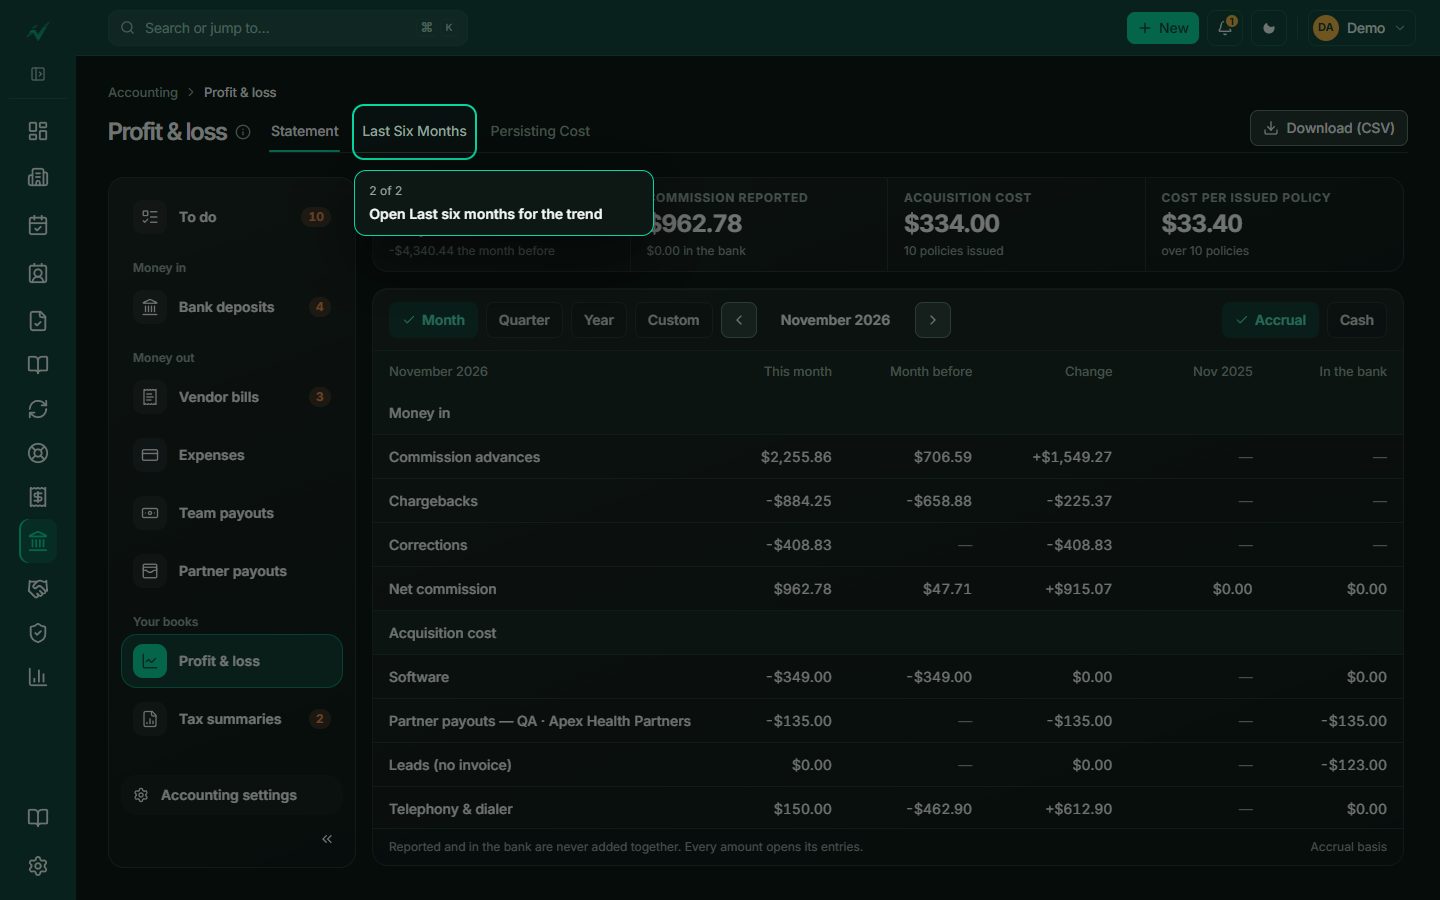 Search or jump to...
⌘ K
New
1
DA
Demo
Accounting > Profit & loss
Profit & loss
Statement
Last Six Months
Persisting Cost
Download (CSV)
2 of 2
Open Last six months for the trend
To do 10
Money in
Bank deposits 4
Money out
Vendor bills 3
Expenses
Team payouts
Partner payouts
Your books
Profit & loss
Tax summaries 2
Accounting settings
-$4,340.44 the month before
COMMISSION REPORTED
$962.78
$0.00 in the bank
ACQUISITION COST
$334.00
10 policies issued
COST PER ISSUED POLICY
$33.40
over 10 policies
Month Quarter Year Custom November 2026 Accrual Cash
November 2026 This month Month before Change Nov 2025 In the bank
Money in
Commission advances $2,255.86 $706.59 +$1,549.27 — —
Chargebacks -$884.25 -$658.88 -$225.37 — —
Corrections -$408.83 — -$408.83 — —
Net commission $962.78 $47.71 +$915.07 $0.00 $0.00
Acquisition cost
Software -$349.00 -$349.00 $0.00 — $0.00
Partner payouts — QA · Apex Health Partners -$135.00 — -$135.00 — -$135.00
Leads (no invoice) $0.00 — $0.00 — -$123.00
Telephony & dialer $150.00 -$462.90 +$612.90 — $0.00
Reported and in the bank are never added together. Every amount opens its entries.
Accrual basis